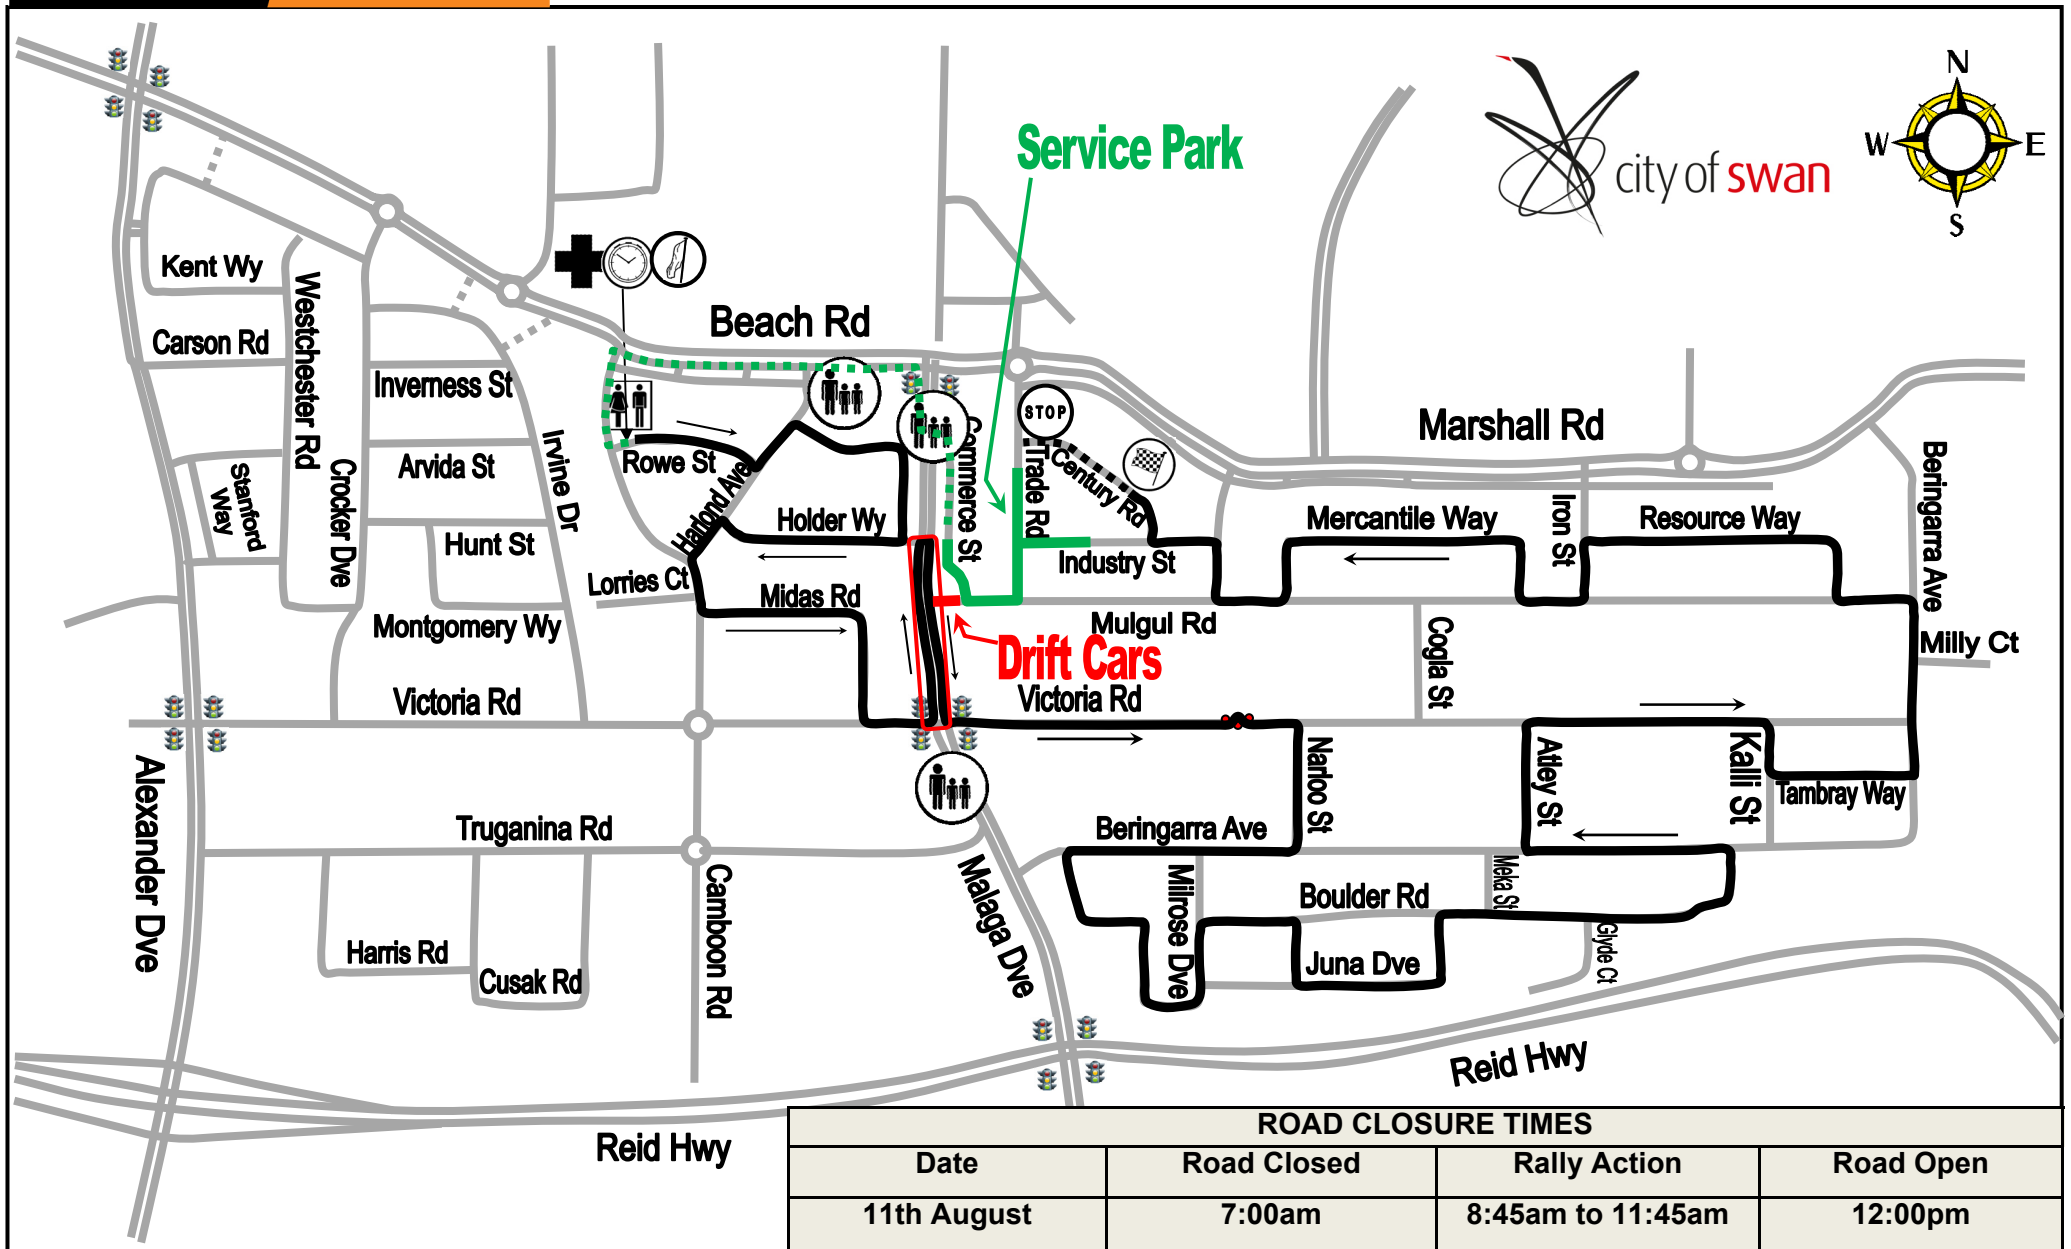 N
W
E
S
city of swan
Service Park
Kent Wy
Beach Rd
Carson Rd
Westchester Rd
Inverness St
STOP
Marshall Rd
Irvine Dr
Rowe St
Arvida St
Crocker Dve
Stanford
Way
Harlond Ave
Commerce St
Trade Rd
Century Rd
Beringarra Ave
Holder Wy
Mercantile Way
Iron St
Resource Way
Hunt St
Industry St
Lorries Ct
Midas Rd
Montgomery Wy
Mulgul Rd
Cogla St
Milly Ct
Drift Cars
Victoria Rd
Victoria Rd
Alexander Dve
Narloo St
Atley St
Kalli St
Tambray Way
Truganina Rd
Beringarra Ave
Malaga Dve
Camboon Rd
Milrose Dve
Meka St
Boulder Rd
Glyde Ct
Harris Rd
Cusak Rd
Juna Dve
Reid Hwy
Reid Hwy
ROAD CLOSURE TIMES
Date Road Closed Rally Action Road Open
11th August 7:00am 8:45am to 11:45am 12:00pm